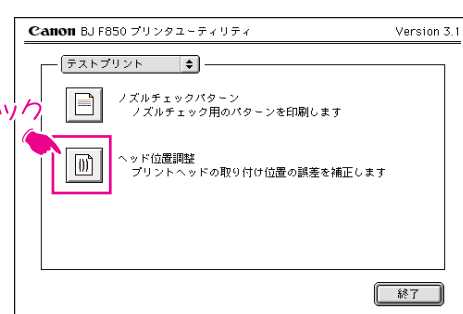 Canon BJ F850 プリンタユーティリティ Version 3.1
テストプリント
ノズルチェックパターン
ノズルチェック用のパターンを印刷します
ック
ヘッド位置調整
プリントヘッドの取り付け位置の誤差を補正します
終了